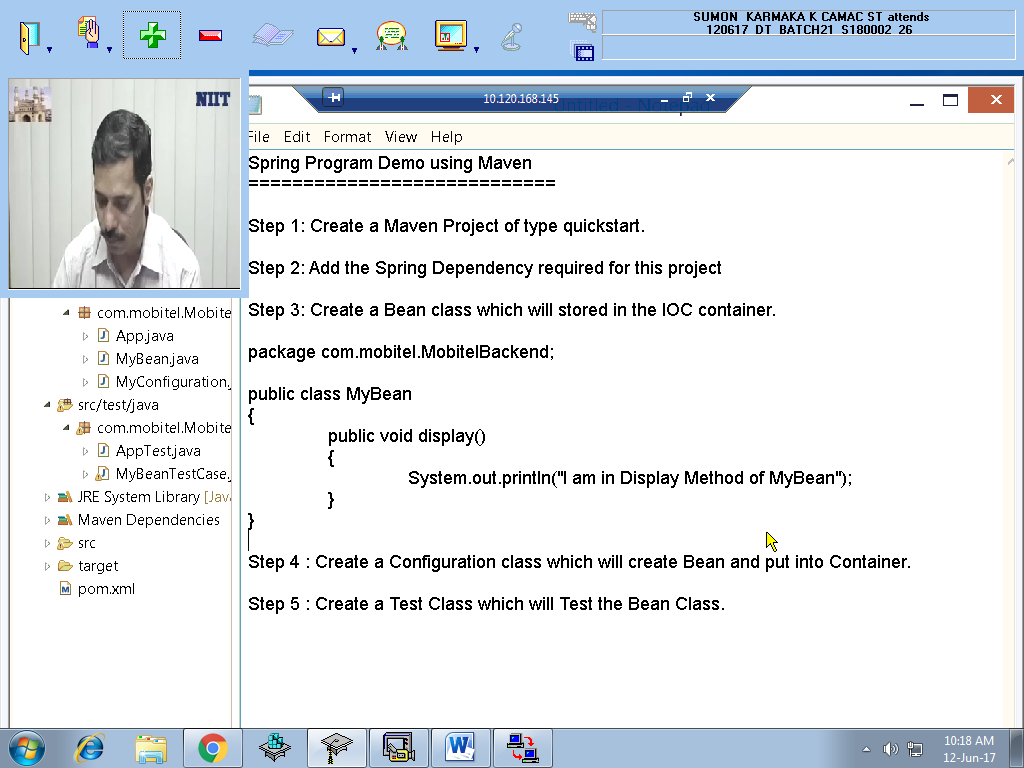 SUMON KARMAKA K CAMAC ST attends
120617_DT_BATCH21_S180002_26
NIIT
10.120.168.145
Untitled - Notepad
File Edit Format View Help
Spring Program Demo using Maven
============================
Step 1: Create a Maven Project of type quickstart.
Step 2: Add the Spring Dependency required for this project
Step 3: Create a Bean class which will stored in the IOC container.
package com.mobitel.MobitelBackend;
public class MyBean
{
public void display()
{
System.out.println("I am in Display Method of MyBean");
}
}
Step 4 : Create a Configuration class which will create Bean and put into Container.
Step 5 : Create a Test Class which will Test the Bean Class.
com.mobitel.Mobite
App.java
MyBean.java
MyConfiguration.
src/test/java
com.mobitel.Mobite
AppTest.java
MyBeanTestCase.
JRE System Library [Jav
Maven Dependencies
src
target
pom.xml
10:18 AM
12-Jun-17